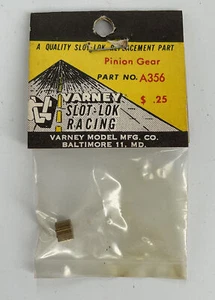 A QUALITY SLOT-LOK REPLACEMENT PART
Pinion Gear
PART NO. A356
$ .25
VARNEY
SLOT-LOK
RACING
VARNEY MODEL MFG. CO.
BALTIMORE 11, MD.